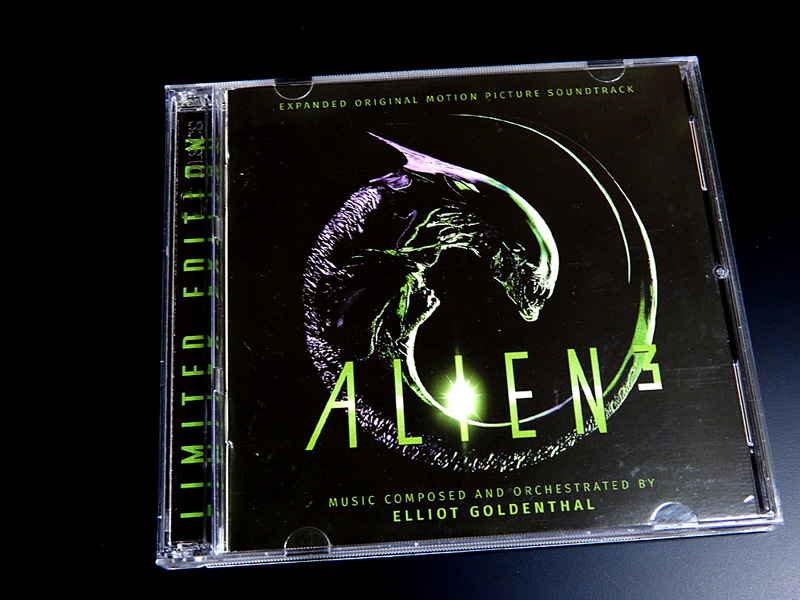 EXPANDED ORIGINAL MOTION PICTURE SOUNDTRACK
ALIEN³
MUSIC COMPOSED AND ORCHESTRATED BY
ELLIOT GOLDENTHAL
LIMITED EDITION